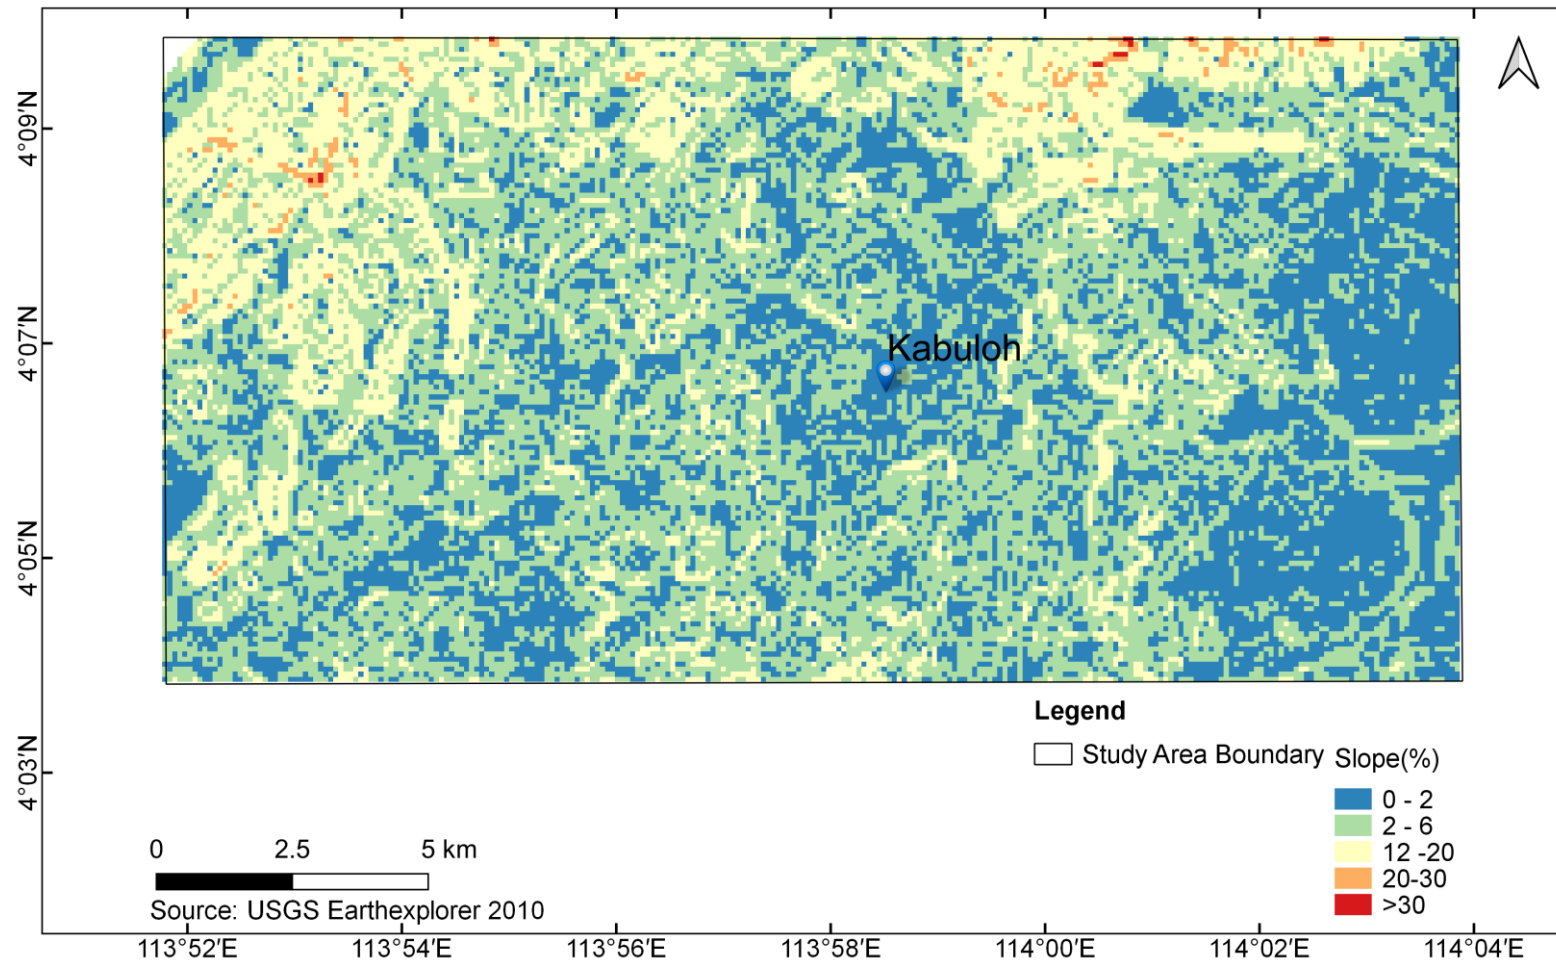 4°09'N
4°07'N
4°05'N
4°03'N
Kabuloh
Legend
Study Area Boundary
Slope(%)
0 - 2
2 - 6
12 -20
20-30
>30
0 2.5 5 km
Source: USGS Earthexplorer 2010
113°52'E 113°54'E 113°56'E 113°58'E 114°00'E 114°02'E 114°04'E